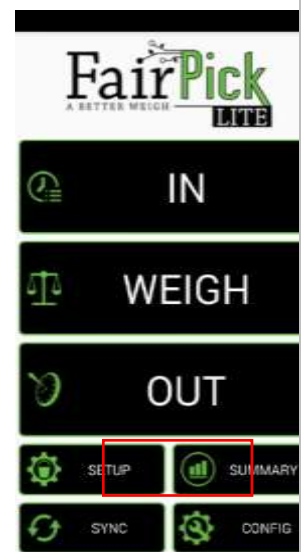 FairPick
A BETTER WEIGH
LITE
IN
WEIGH
OUT
SETUP
SUMMARY
SYNC
CONFIG